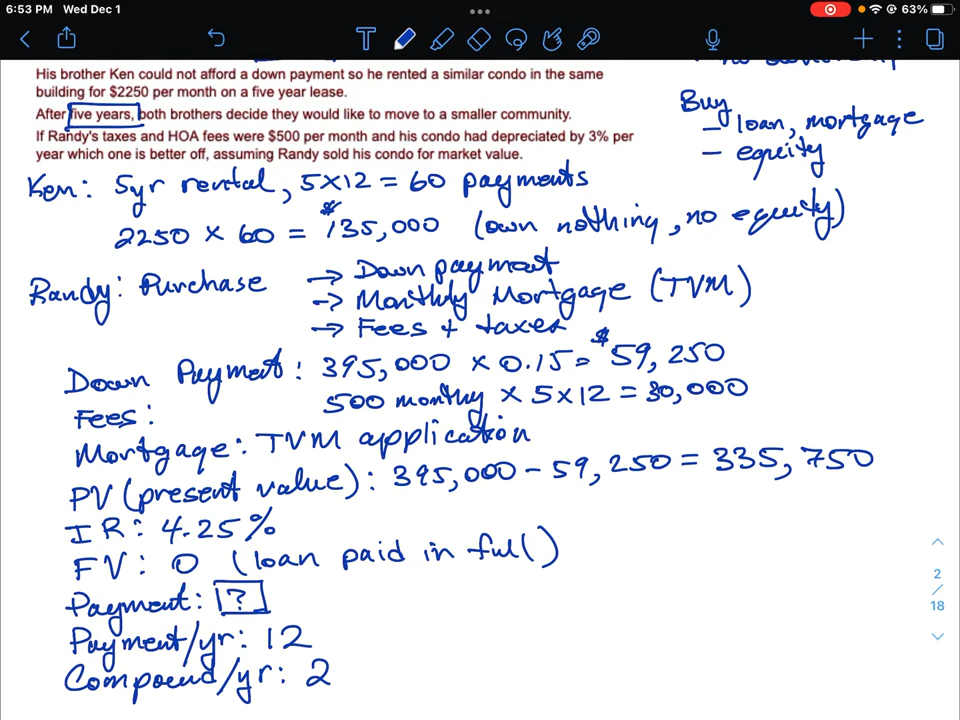 6:53 PM Wed Dec 1
63%
T
His brother Ken could not afford a down payment so he rented a similar condo in the same
building for $2250 per month on a five year lease.
After five years, both brothers decide they would like to move to a smaller community.
If Randy's taxes and HOA fees were $500 per month and his condo had depreciated by 3% per
year which one is better off, assuming Randy sold his condo for market value.
Buy
- loan, mortgage
- equity
Ken: 5yr rental, 5×12 = 60 payments
2250 × 60 = $135,000 (own nothing, no equity)
Randy: Purchase → Down payment
→ Monthly Mortgage (TVM)
→ Fees + taxes
Down Payment: 395,000 × 0.15 = $59,250
Fees: 500 monthly × 5×12 = 30,000
Mortgage: TVM application
PV (present value): 395,000 - 59,250 = 335,750
IR: 4.25%
FV: 0 (loan paid in full)
Payment: ?
Payment/yr: 12
Compound/yr: 2
2
/
18